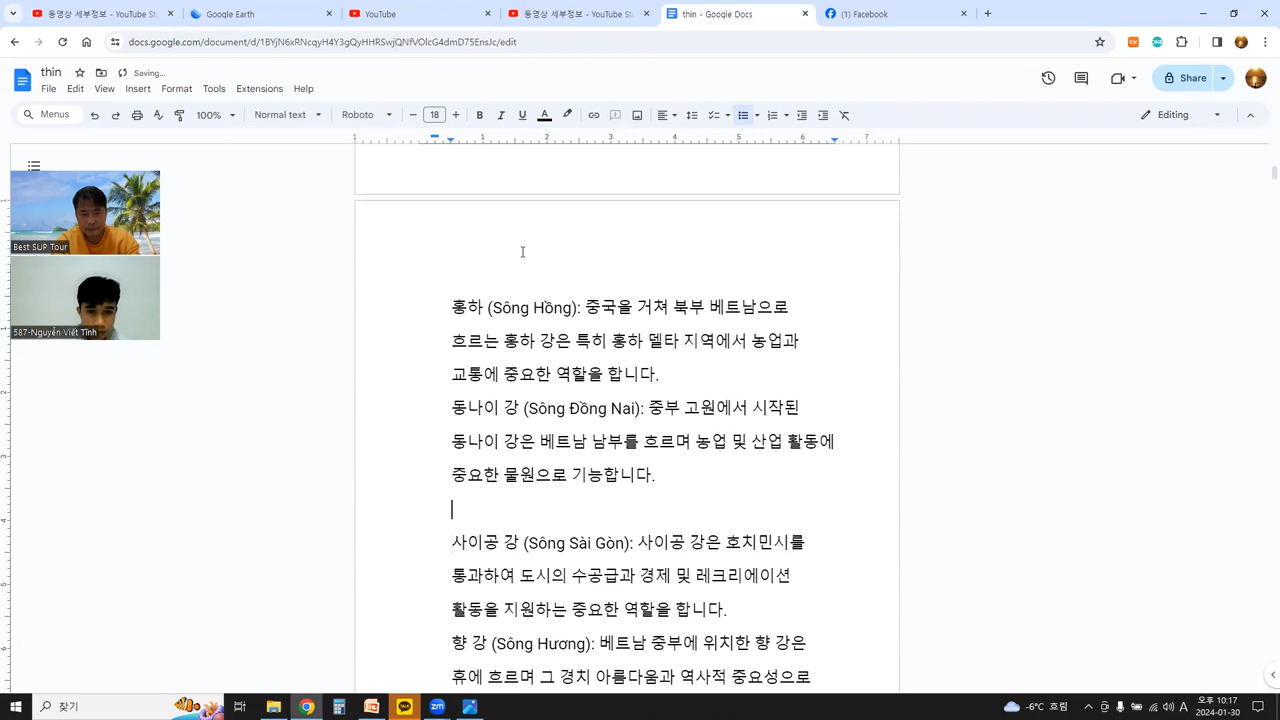 동영상 세부정보 - YouTube St
Google Earth
YouTube
동영상 세부정보 - YouTube St
thin - Google Docs
(1) Facebook
docs.google.com/document/d/1BYjN6xRNcqyH4Y3gQyHHRSwjQNfVOlcG4dmD75EnsJc/edit
thin
Saving...
File Edit View Insert Format Tools Extensions Help
Share
Menus
100%
Normal text
Roboto
18
Editing
1 1 2 3 4 5 6 7
Best SUP Tour
587-Nguyễn Viết Tĩnh
홍하 (Sông Hồng): 중국을 거쳐 북부 베트남으로
흐르는 홍하 강은 특히 홍하 델타 지역에서 농업과
교통에 중요한 역할을 합니다.
동나이 강 (Sông Đồng Nai): 중부 고원에서 시작된
동나이 강은 베트남 남부를 흐르며 농업 및 산업 활동에
중요한 물원으로 기능합니다.
사이공 강 (Sông Sài Gòn): 사이공 강은 호치민시를
통과하여 도시의 수공급과 경제 및 레크리에이션
활동을 지원하는 중요한 역할을 합니다.
향 강 (Sông Hương): 베트남 중부에 위치한 향 강은
휴에 흐르며 그 경치 아름다움과 역사적 중요성으로
찾기
-6°C 흐림
A
오후 10:17
2024-01-30